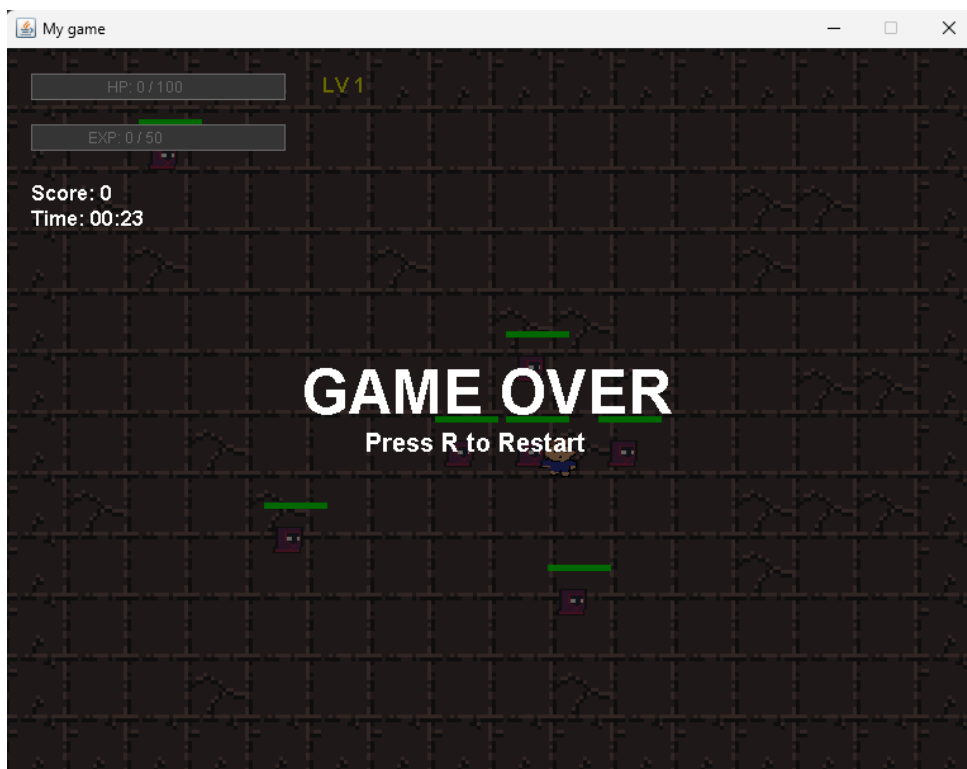 My game
HP: 0 / 100
LV 1
EXP: 0 / 50
Score: 0
Time: 00:23
GAME OVER
Press R to Restart